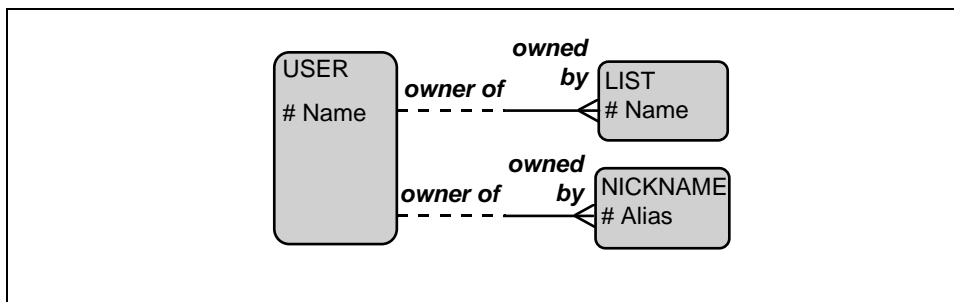 USER
# Name
owner of
owned
by
LIST
# Name
owner of
owned
by
NICKNAME
# Alias